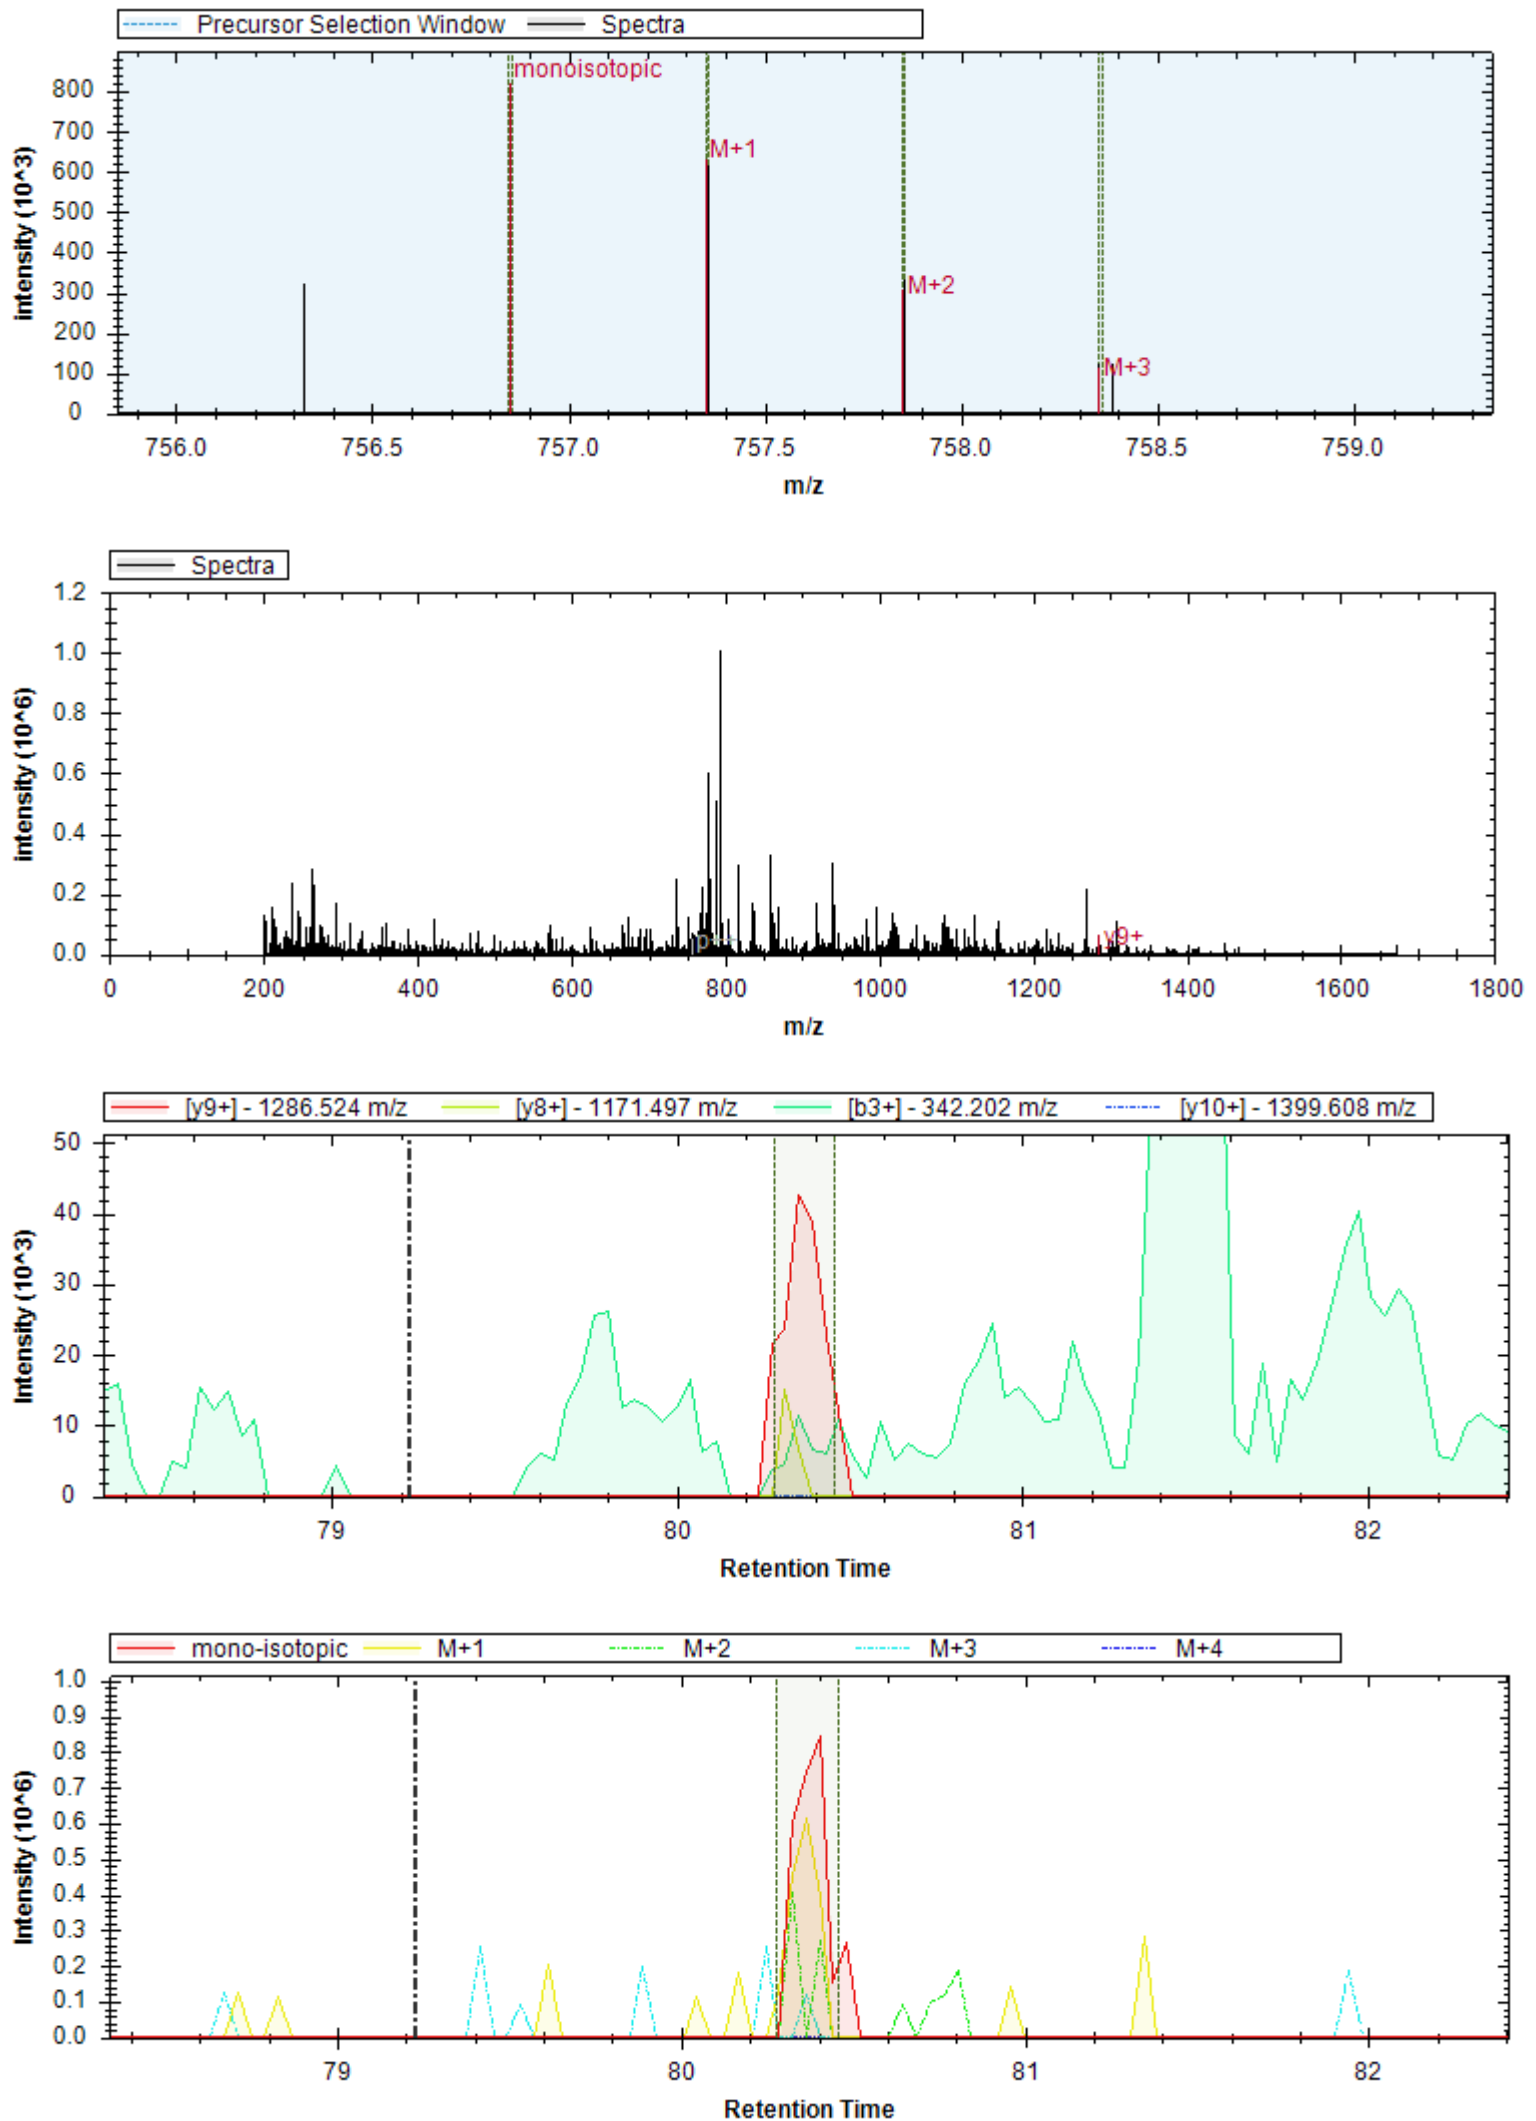 Precursor Selection Window Spectra
monoisotopic
M+1
M+2
M+3
intensity (10^3)
800
700
600
500
400
300
200
100
0
756.0 756.5 757.0 757.5 758.0 758.5 759.0
m/z
Spectra
intensity (10^6)
1.2
1.0
0.8
0.6
0.4
0.2
0.0
p++
y9+
0 200 400 600 800 1000 1200 1400 1600 1800
m/z
[y9+] - 1286.524 m/z [y8+] - 1171.497 m/z [b3+] - 342.202 m/z [y10+] - 1399.608 m/z
Intensity (10^3)
50
40
30
20
10
0
79 80 81 82
Retention Time
mono-isotopic M+1 M+2 M+3 M+4
Intensity (10^6)
1.0
0.9
0.8
0.7
0.6
0.5
0.4
0.3
0.2
0.1
0.0
79 80 81 82
Retention Time